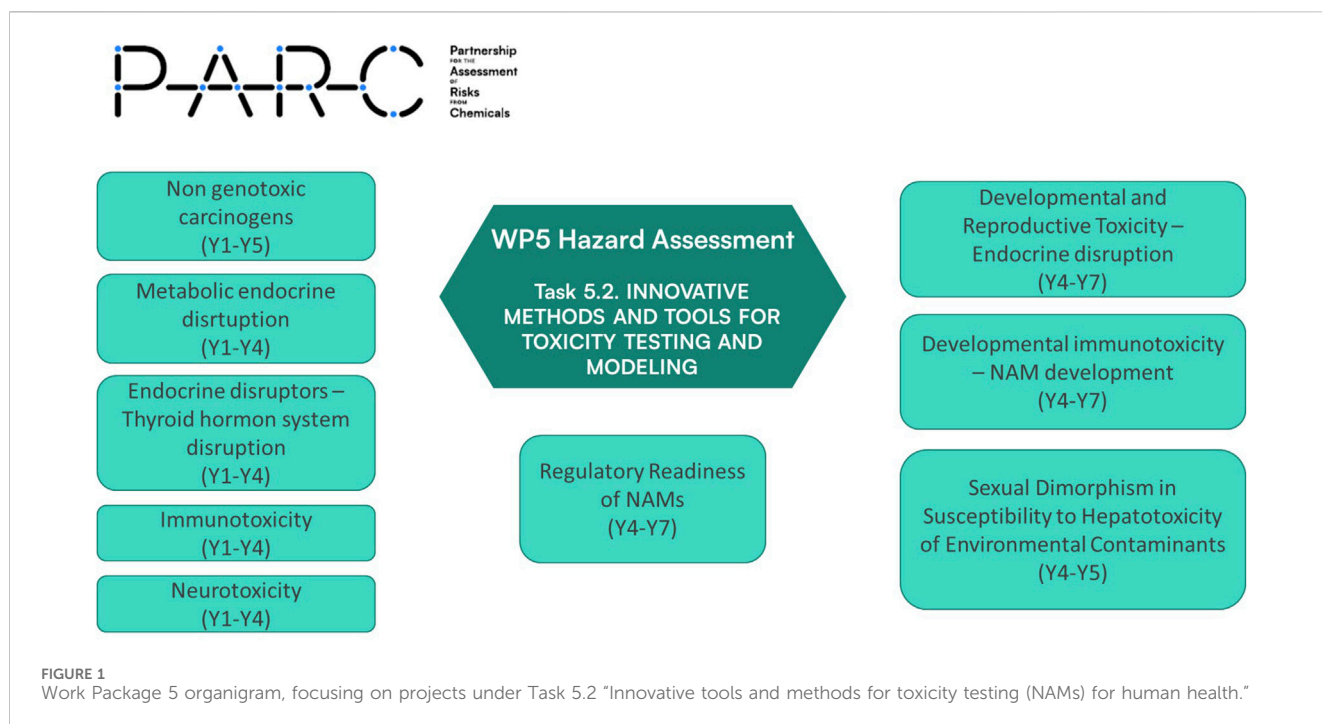 PARC
Partnership
FOR THE
Assessment
OF
Risks
FROM
Chemicals
Non genotoxic
carcinogens
(Y1-Y5)
Metabolic endocrine
disrtuption
(Y1-Y4)
Endocrine disruptors –
Thyroid hormon system
disruption
(Y1-Y4)
Immunotoxicity
(Y1-Y4)
Neurotoxicity
(Y1-Y4)
WP5 Hazard Assessment
Task 5.2. INNOVATIVE
METHODS AND TOOLS FOR
TOXICITY TESTING AND
MODELING
Regulatory Readiness
of NAMs
(Y4-Y7)
Developmental and
Reproductive Toxicity –
Endocrine disruption
(Y4-Y7)
Developmental immunotoxicity
– NAM development
(Y4-Y7)
Sexual Dimorphism in
Susceptibility to Hepatotoxicity
of Environmental Contaminants
(Y4-Y5)
FIGURE 1
Work Package 5 organigram, focusing on projects under Task 5.2 “Innovative tools and methods for toxicity testing (NAMs) for human health.”